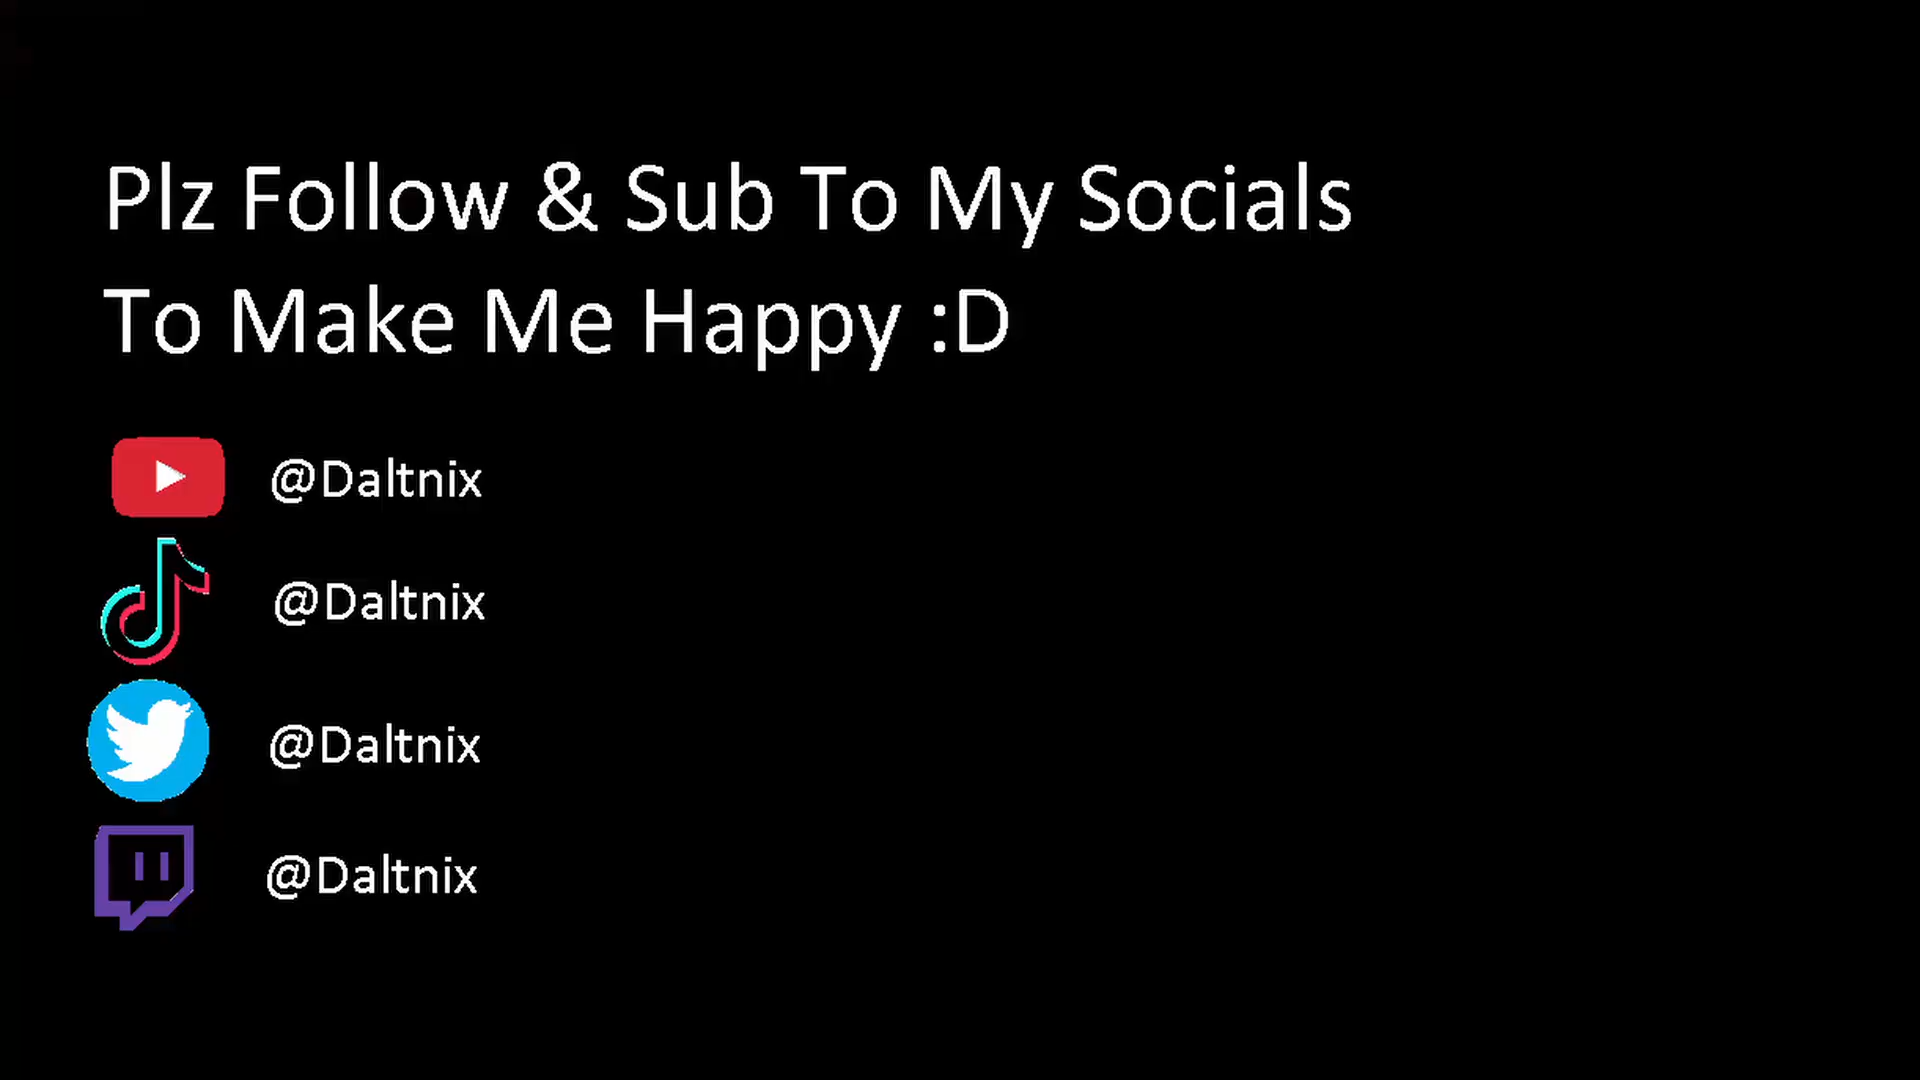 Plz Follow & Sub To My Socials
To Make Me Happy :D
@Daltnix
@Daltnix
@Daltnix
@Daltnix